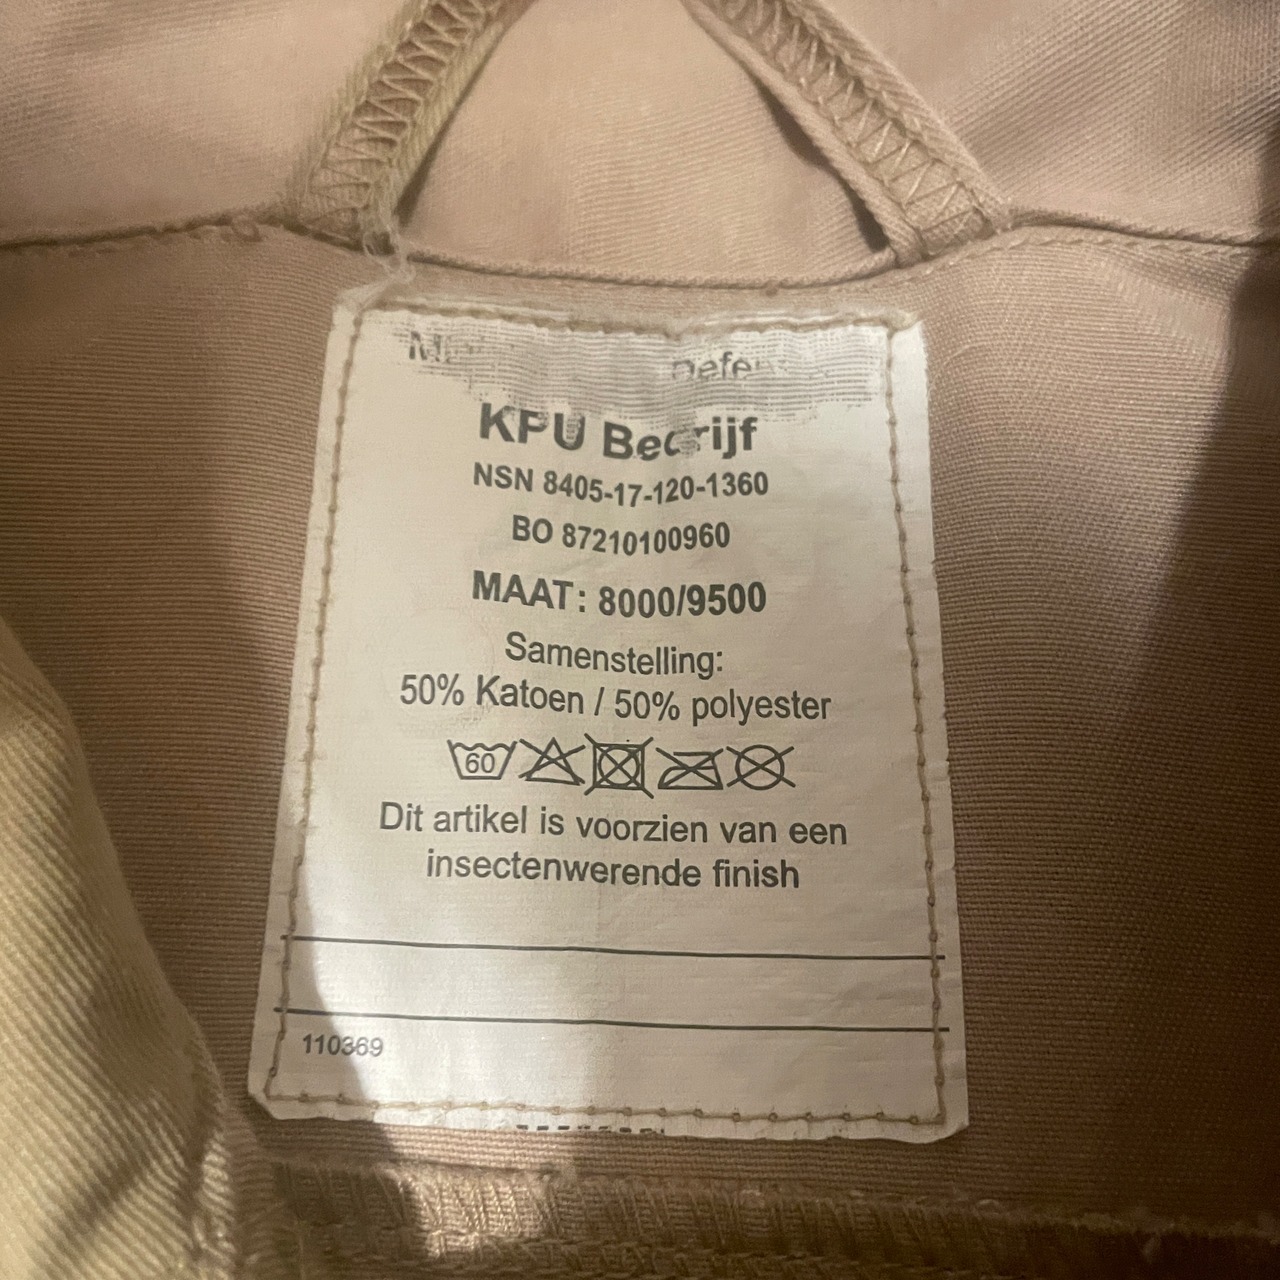 KPU Bedrijf
NSN 8405-17-120-1360
BO 87210100960
MAAT: 8000/9500
Samenstelling:
50% Katoen / 50% polyester
60
Dit artikel is voorzien van een
insectenwerende finish
110369